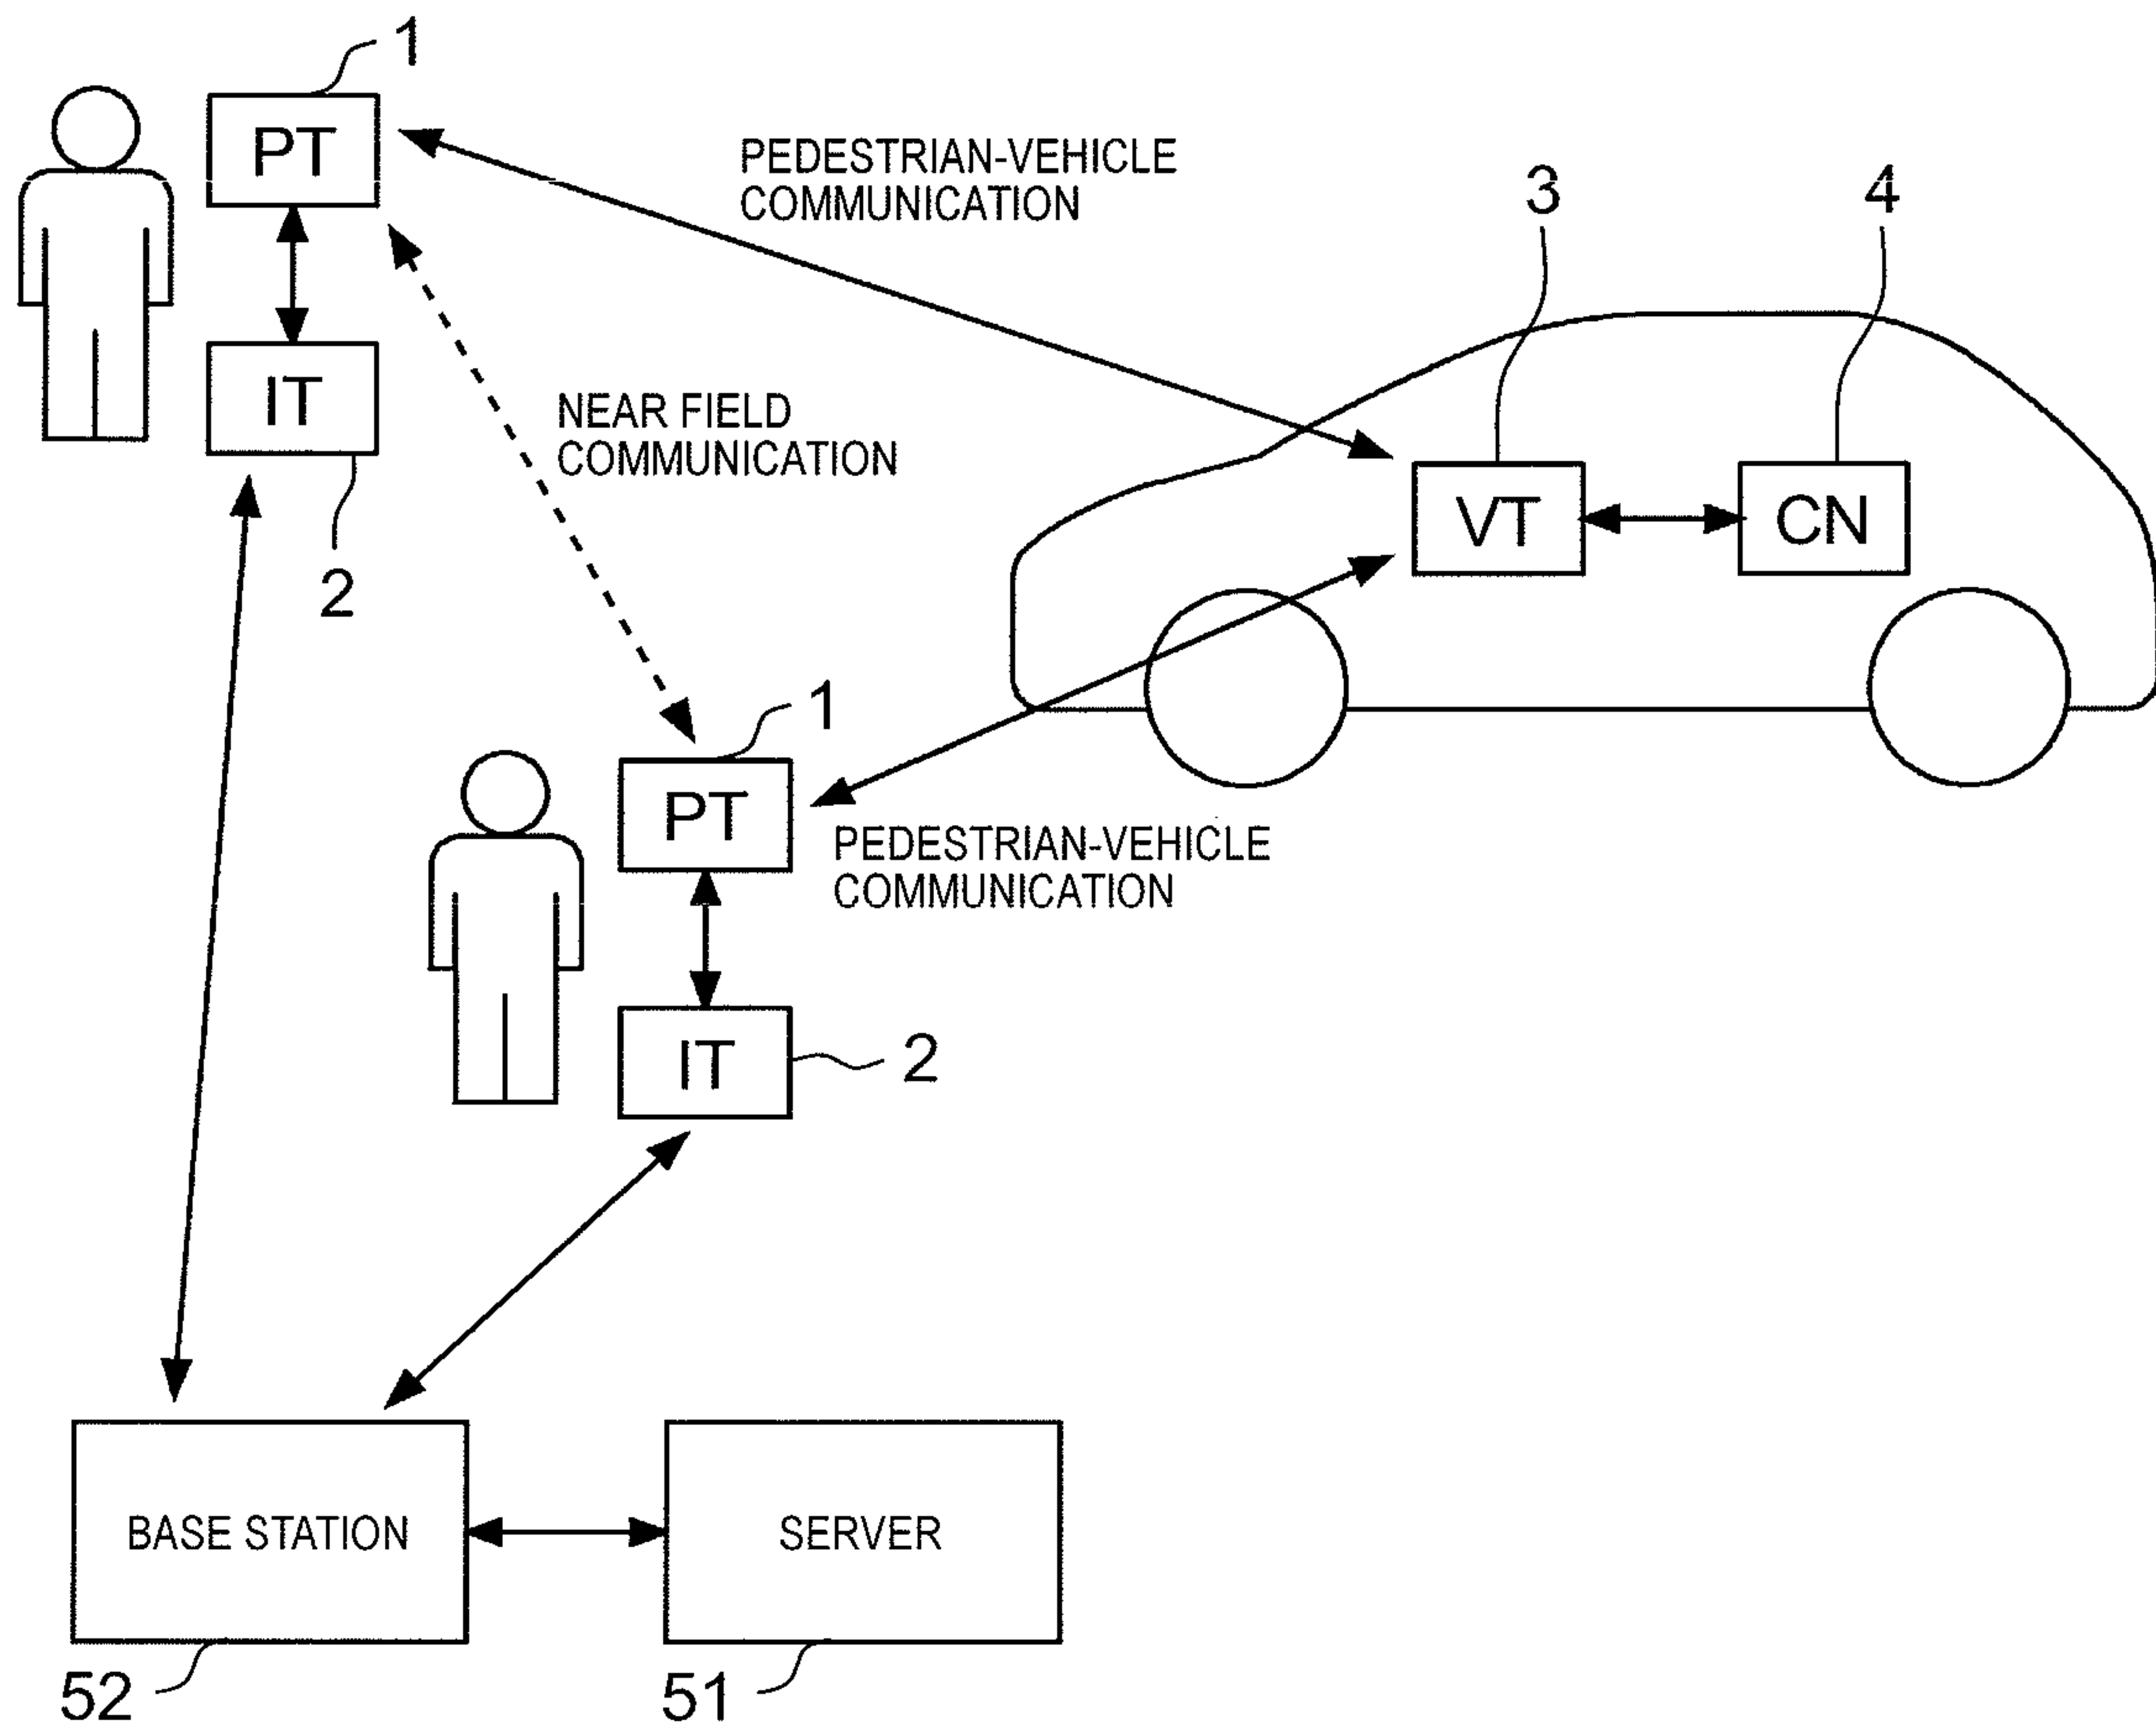 1
PT
PEDESTRIAN-VEHICLE
COMMUNICATION
3
4
IT
NEAR FIELD
COMMUNICATION
VT
CN
2
1
PT
PEDESTRIAN-VEHICLE
COMMUNICATION
IT
2
BASE STATION
SERVER
52
51